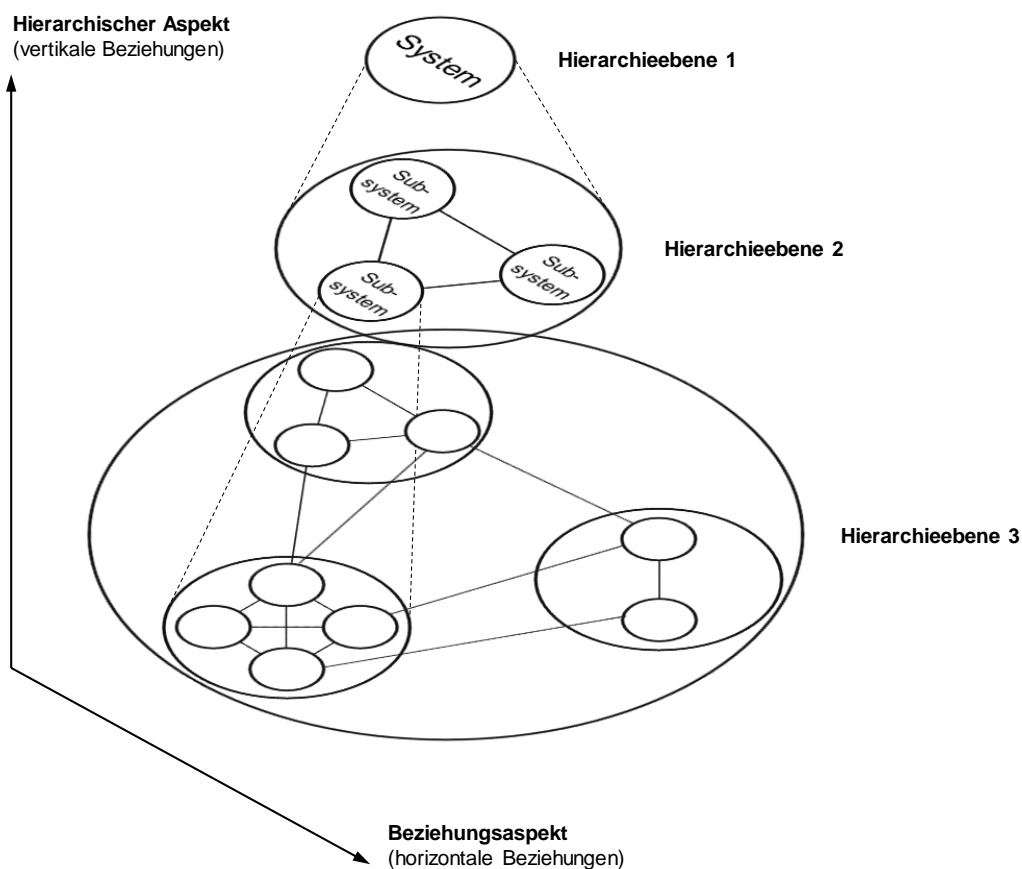 Hierarchischer Aspekt
(vertikale Beziehungen)
System
Hierarchieebene 1
Sub-
system
Hierarchieebene 2
Sub-
system
Sub-
system
Hierarchieebene 3
Beziehungsaspekt
(horizontale Beziehungen)